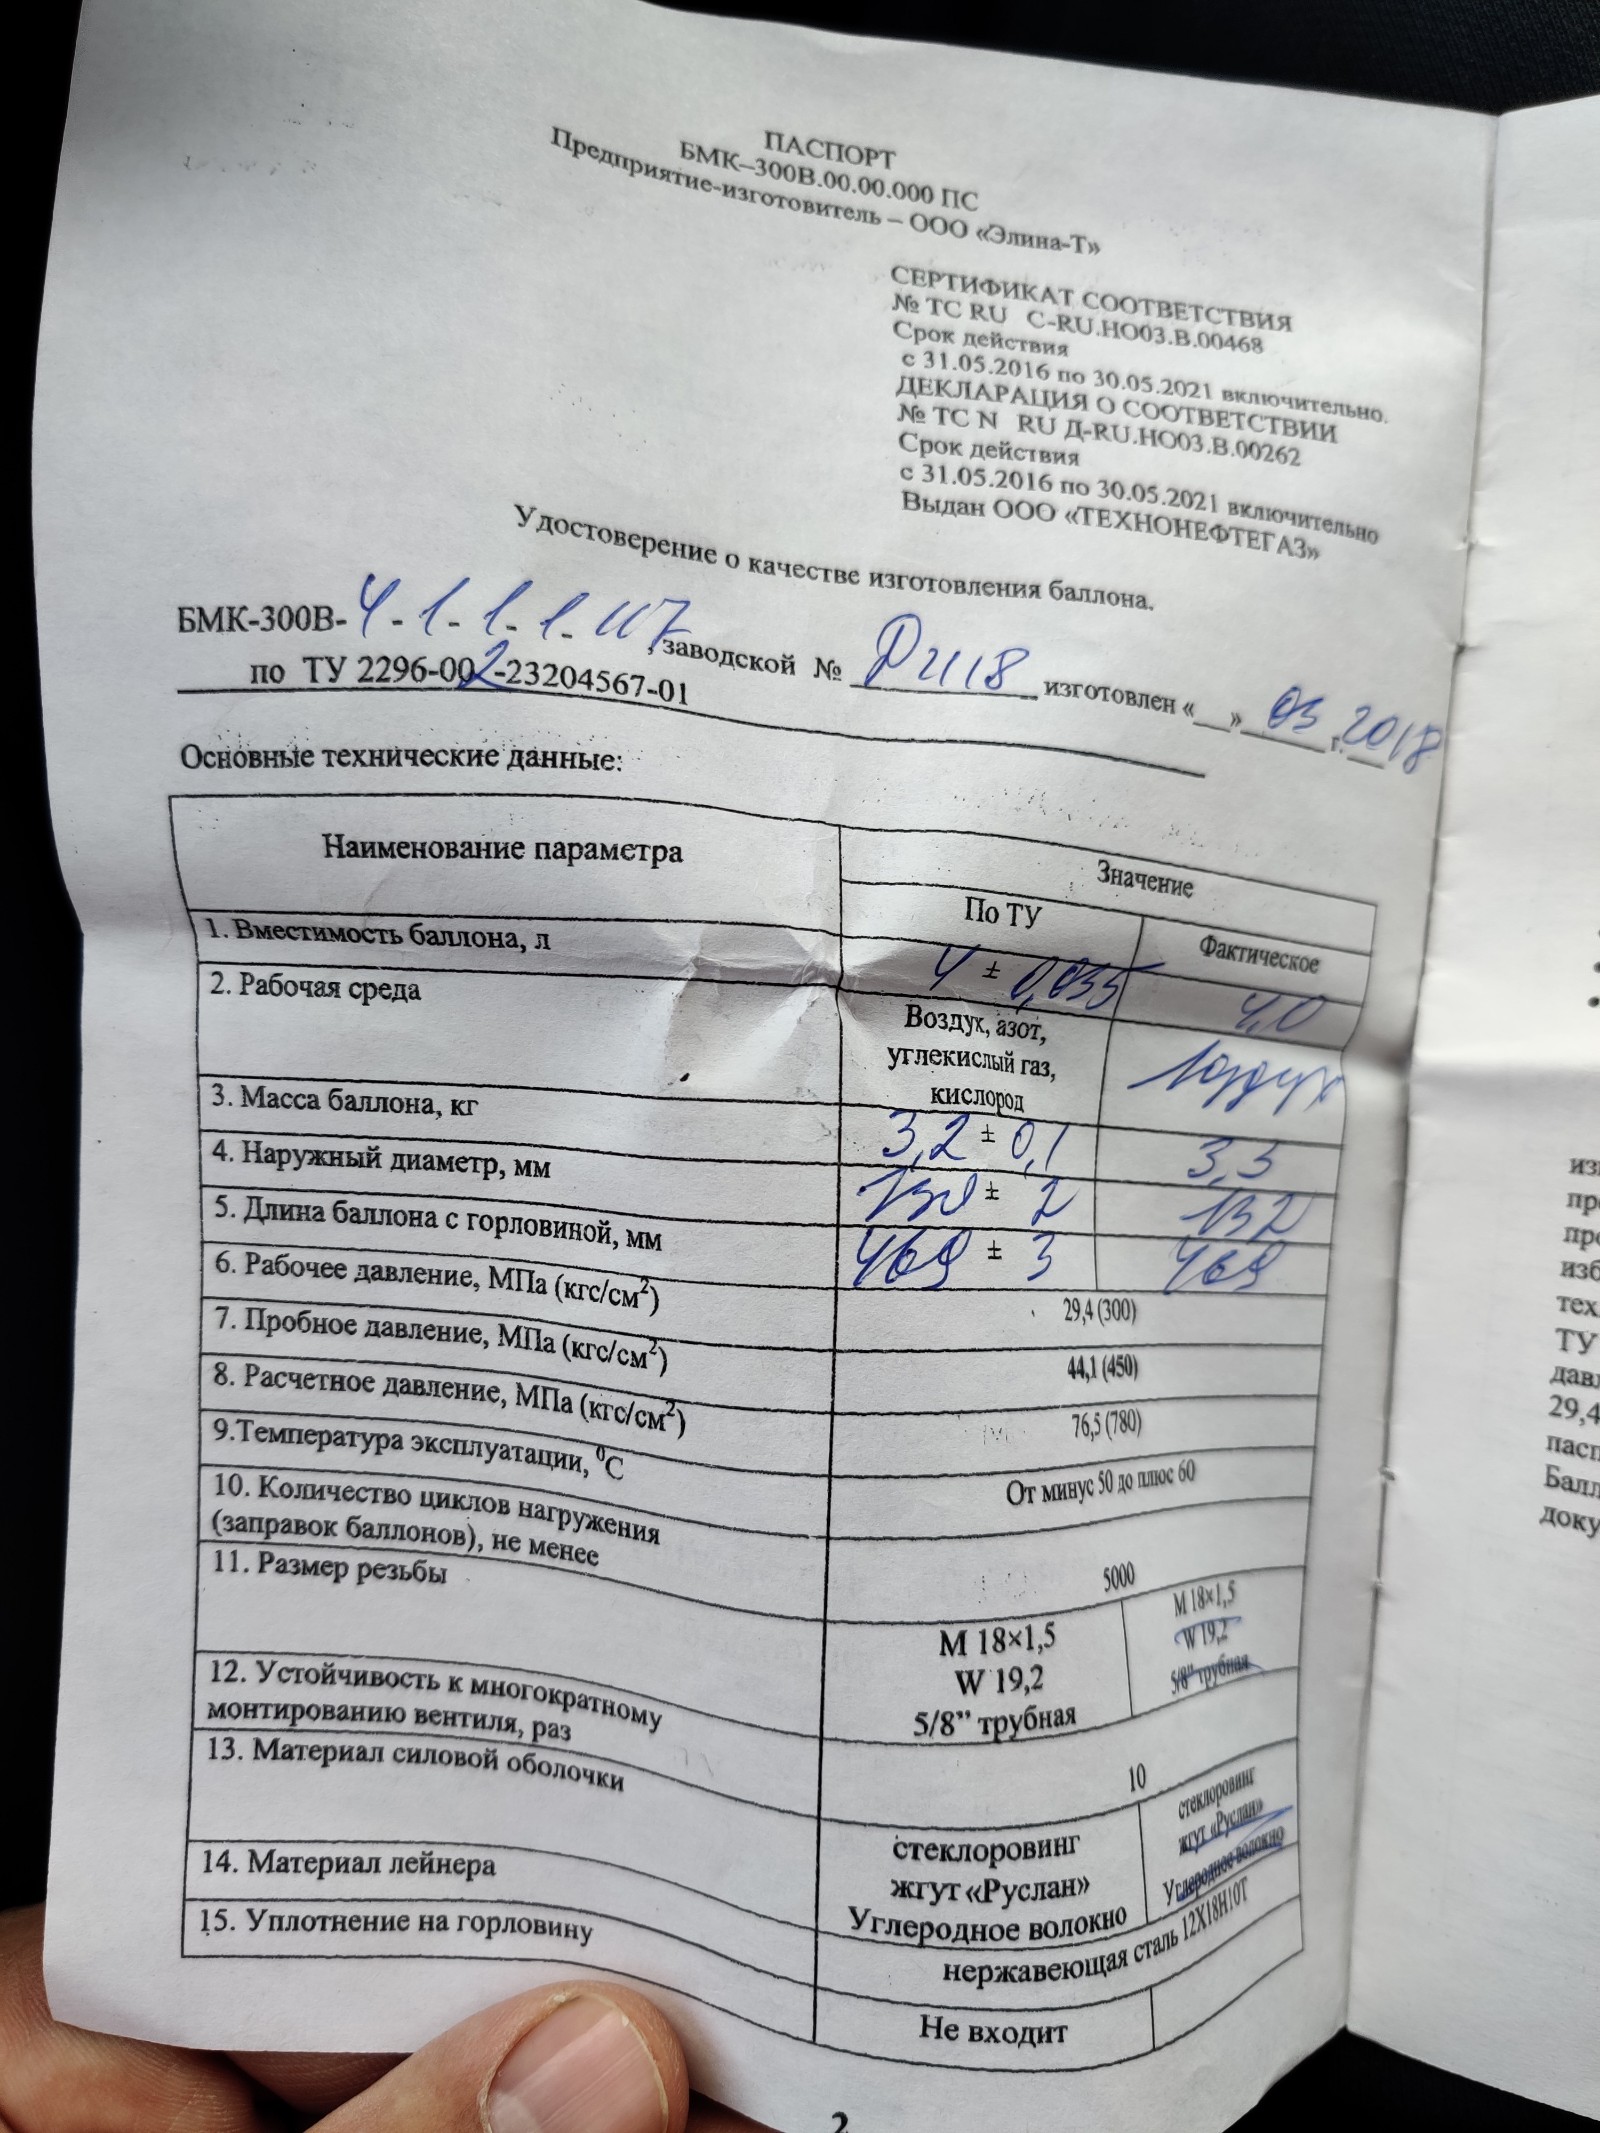 ПАСПОРТ
БМК–300В.00.00.000 ПС
Предприятие-изготовитель – ООО «Элина-Т»
СЕРТИФИКАТ СООТВЕТСТВИЯ
№ ТС RU С-RU.НО03.В.00468
Срок действия
с 31.05.2016 по 30.05.2021 включительно.
ДЕКЛАРАЦИЯ О СООТВЕТСТВИИ
№ ТС N RU Д-RU.НО03.В.00262
Срок действия
с 31.05.2016 по 30.05.2021 включительно
Выдан ООО «ТЕХНОНЕФТЕГАЗ»
Удостоверение о качестве изготовления баллона.
БМК-300В- 4 - 1 - 1 - 1 - , заводской № изготовлен «__» 03 2018 г.
по ТУ 2296-002-23204567-01
Основные технические данные:
Наименование параметра
Значение
По ТУ
Фактическое
1. Вместимость баллона, л
4 ± 0,035
4,0
2. Рабочая среда
Воздух, азот,
углекислый газ,
кислород
воздух
3. Масса баллона, кг
3,2 ± 0,1
3,3
4. Наружный диаметр, мм
130 ± 2
132
5. Длина баллона с горловиной, мм
469 ± 3
469
6. Рабочее давление, МПа (кгс/см²)
29,4 (300)
7. Пробное давление, МПа (кгс/см²)
44,1 (450)
8. Расчетное давление, МПа (кгс/см²)
76,5 (780)
9.Температура эксплуатации, ⁰С
От минус 50 до плюс 60
10. Количество циклов нагружения
(заправок баллонов), не менее
5000
11. Размер резьбы
М 18×1,5
W 19,2
5/8” трубная
М 18×1,5
W 19,2
5/8" трубная
12. Устойчивость к многократному
монтированию вентиля, раз
10
13. Материал силовой оболочки
стеклоровинг
жгут «Руслан»
Углеродное волокно
стеклоровинг
жгут «Руслан»
Углеродное волокно
14. Материал лейнера
нержавеющая сталь 12Х18Н10Т
15. Уплотнение на горловину
Не входит
2
ТУ
29,4